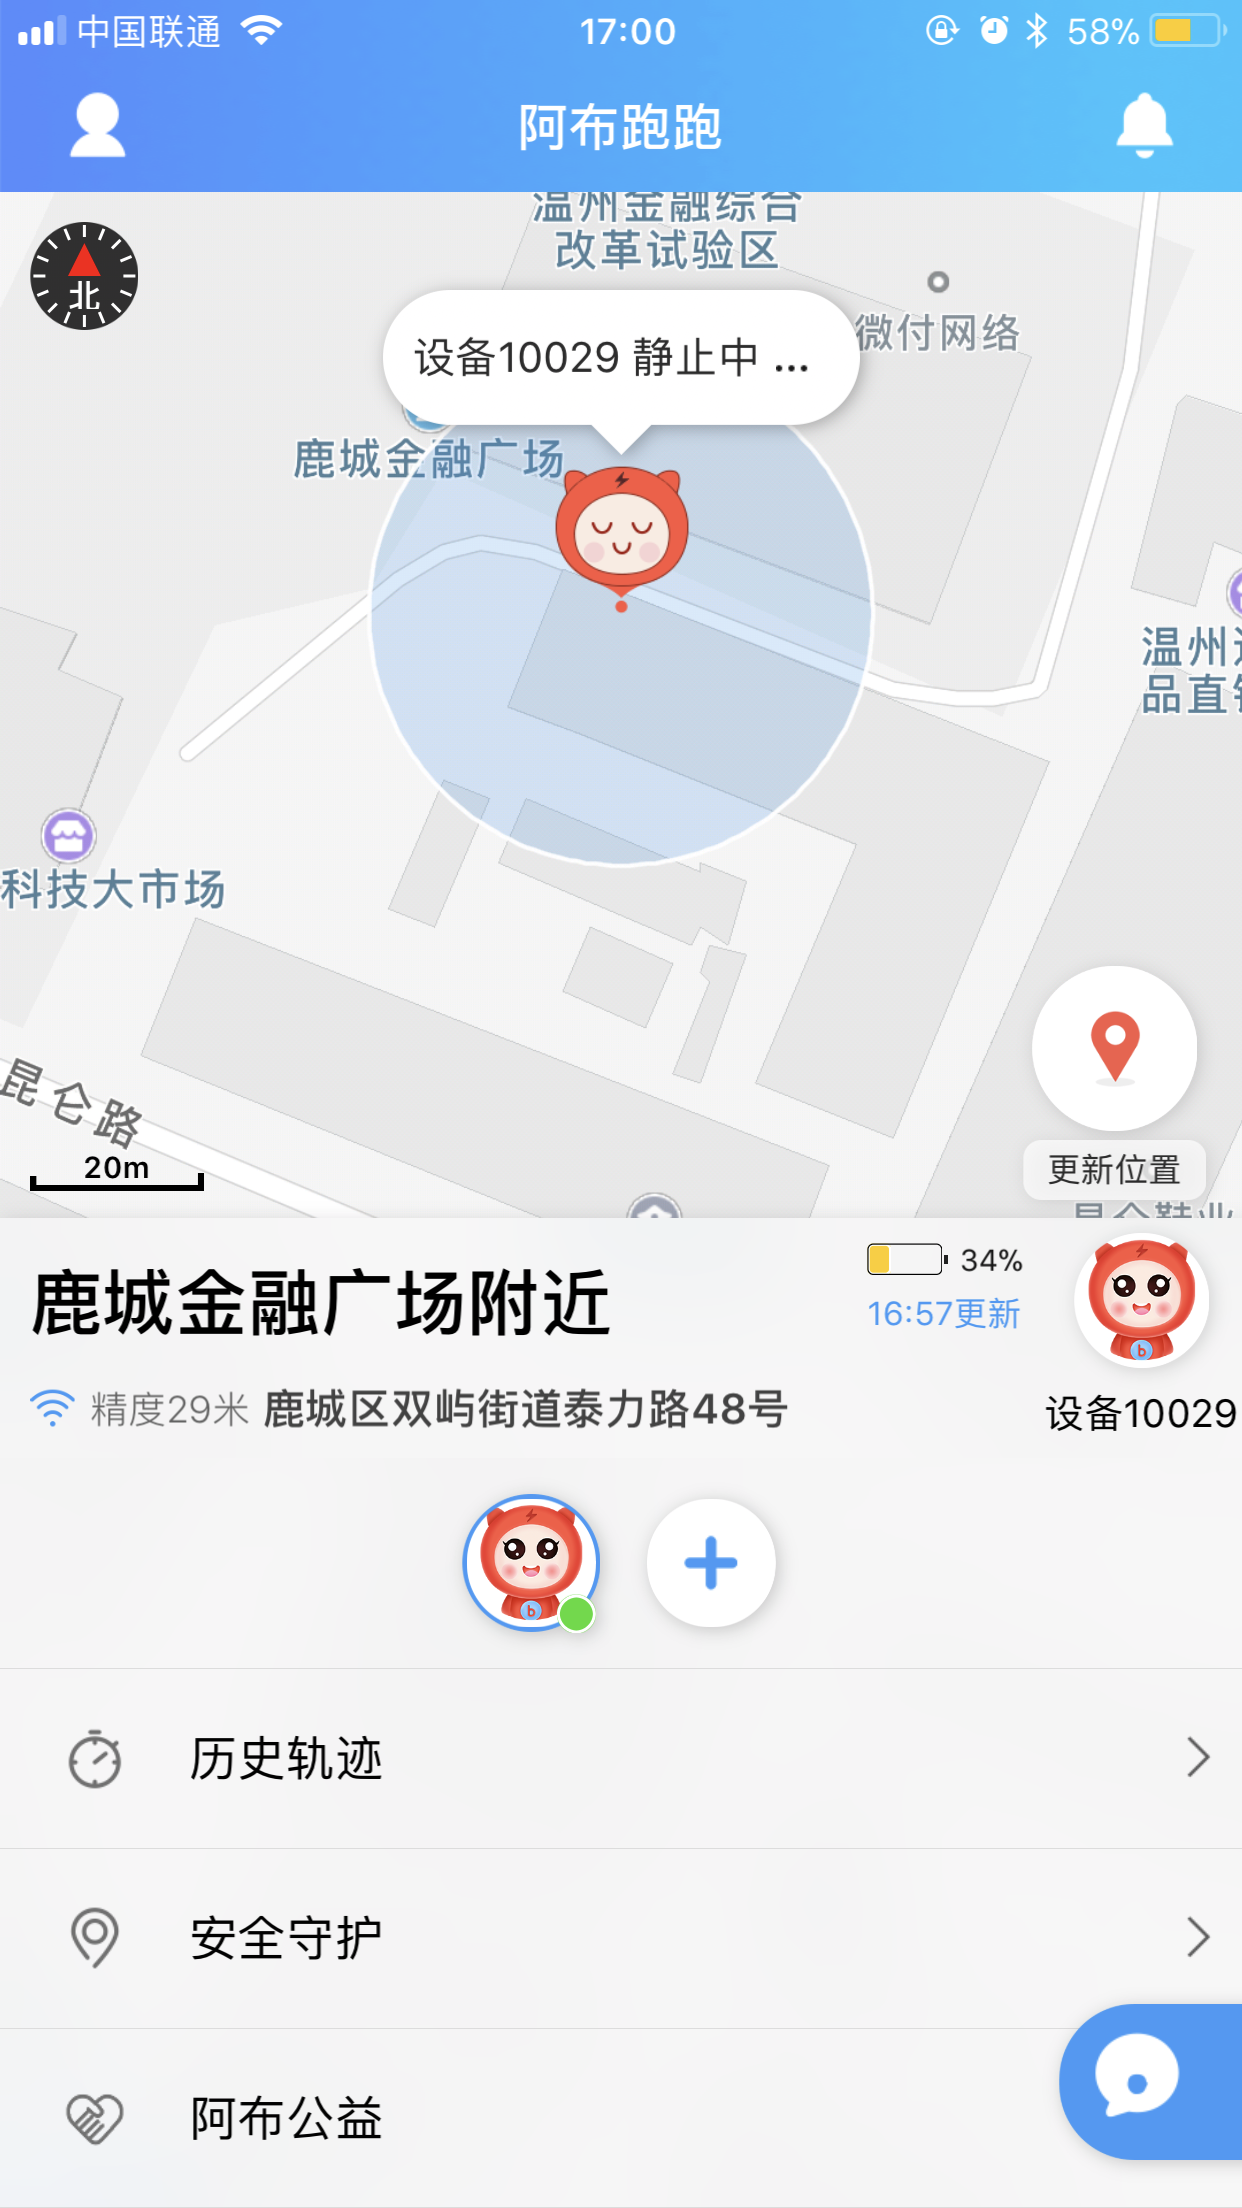 中国联通
17:00
58%
阿布跑跑
温州金融综合
改革试验区
北
微付网络
设备10029 静止中 ...
鹿城金融广场
温州
品直
科技大市场
昆仑路
20m
更新位置
昆仑鞋业
鹿城金融广场附近
34%
16:57更新
精度29米 鹿城区双屿街道泰力路48号
设备10029
历史轨迹
安全守护
阿布公益